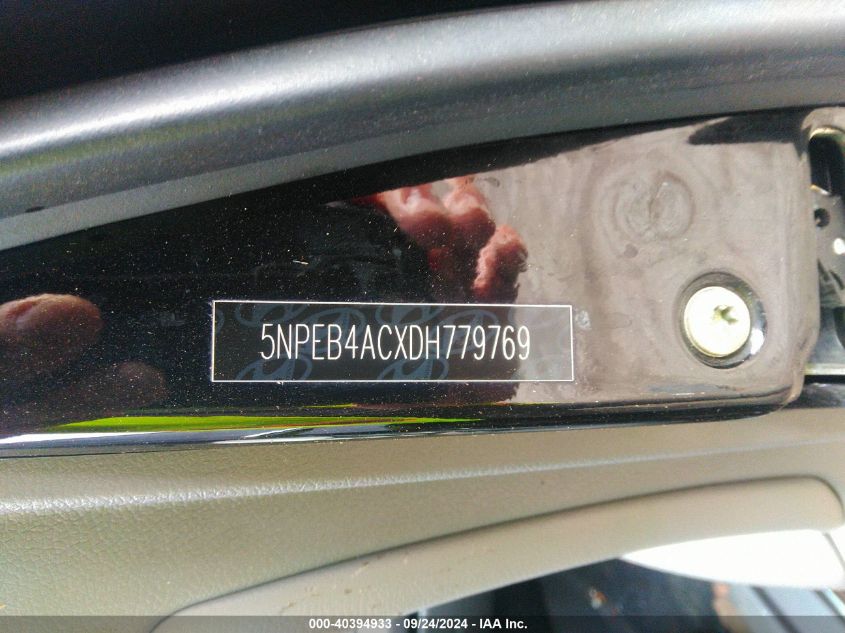 5NPEB4ACXDH779769
000-40394933 - 09/24/2024 - IAA Inc.